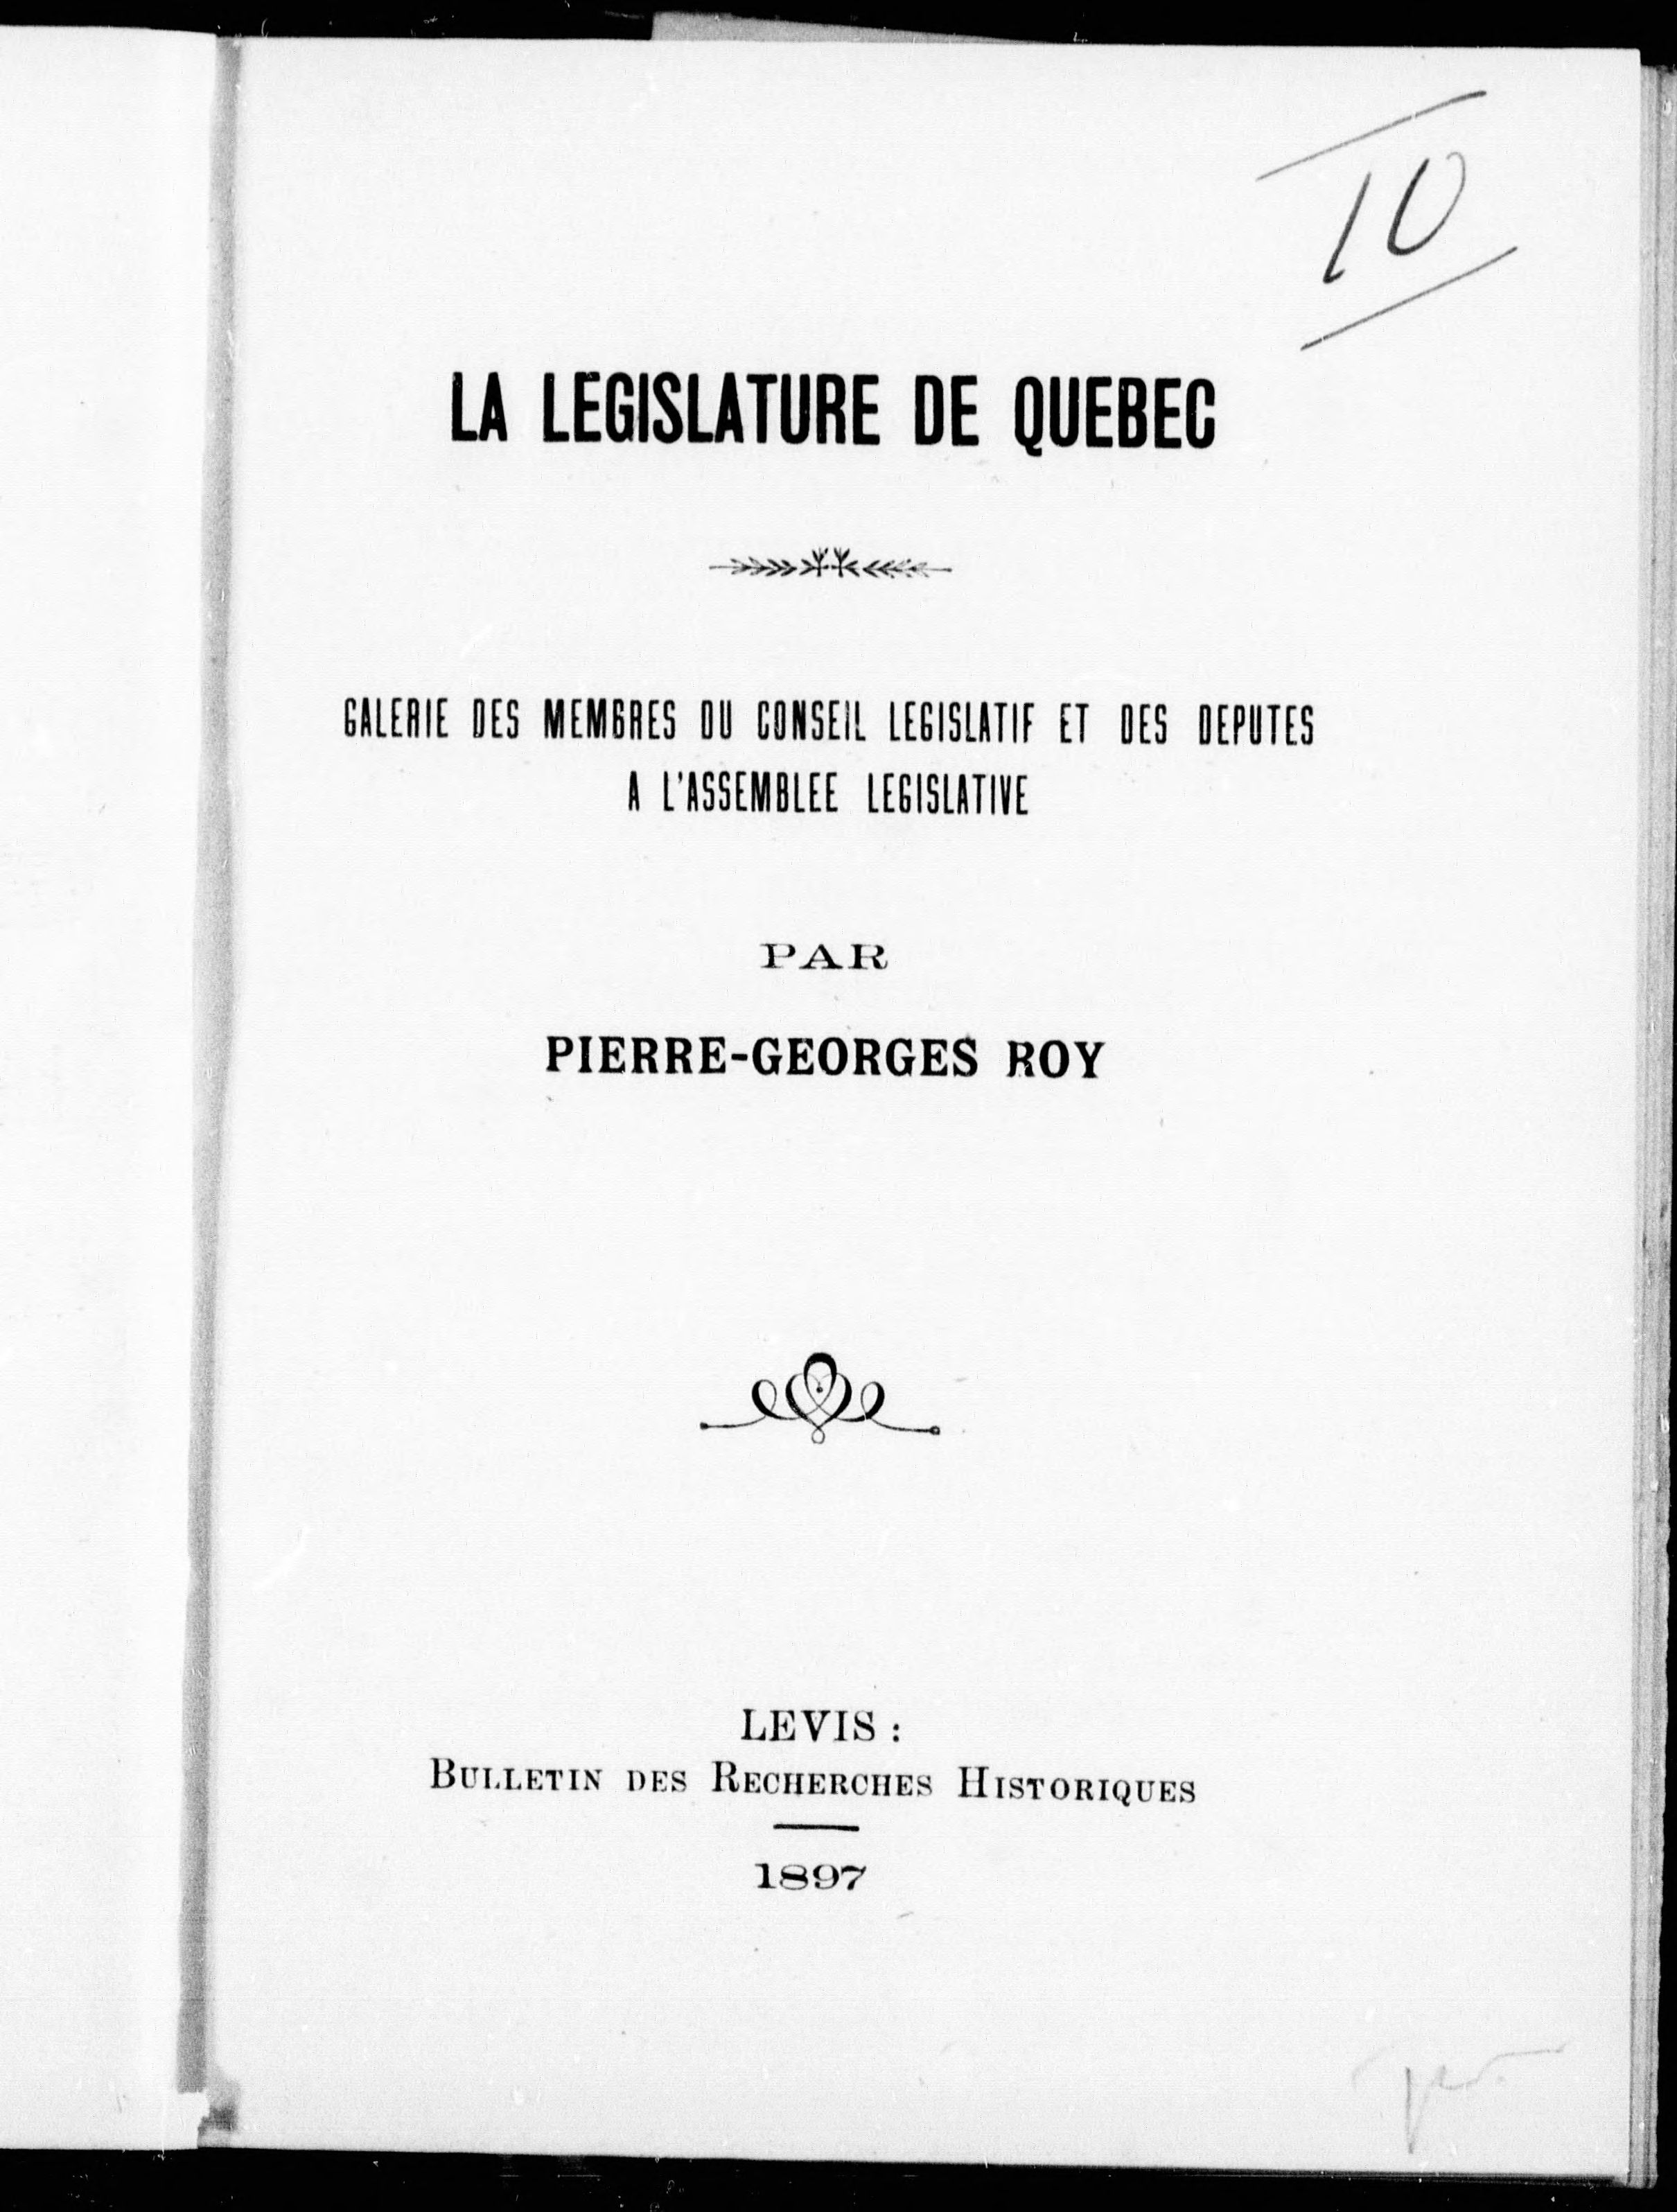 10
LA LEGISLATURE DE QUEBEC
GALERIE DES MEMBRES DU CONSEIL LEGISLATIF ET DES DEPUTES
A L'ASSEMBLEE LEGISLATIVE
PAR
PIERRE-GEORGES ROY
LEVIS :
BULLETIN DES RECHERCHES HISTORIQUES
1897